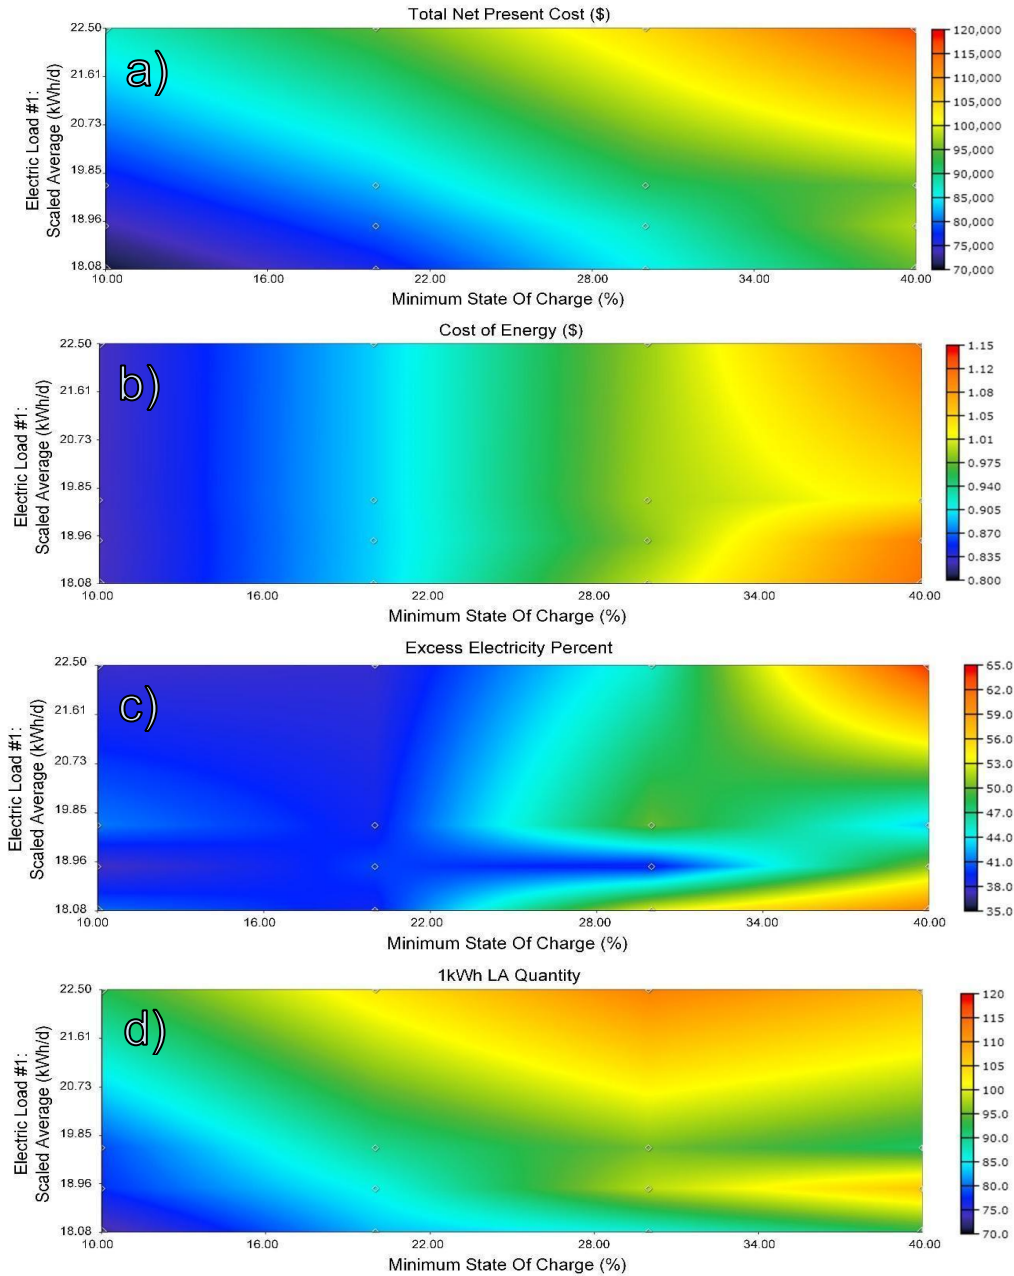 Total Net Present Cost ($)
a)
Electric Load #1:
Scaled Average (kWh/d)
22.50
21.61
20.73
19.85
18.96
18.08
10.00 16.00 22.00 28.00 34.00 40.00
Minimum State Of Charge (%)
120,000
115,000
110,000
105,000
100,000
95,000
90,000
85,000
80,000
75,000
70,000
Cost of Energy ($)
b)
Electric Load #1:
Scaled Average (kWh/d)
22.50
21.61
20.73
19.85
18.96
18.08
10.00 16.00 22.00 28.00 34.00 40.00
Minimum State Of Charge (%)
1.15
1.12
1.08
1.05
1.01
0.975
0.940
0.905
0.870
0.835
0.800
Excess Electricity Percent
c)
Electric Load #1:
Scaled Average (kWh/d)
22.50
21.61
20.73
19.85
18.96
18.08
10.00 16.00 22.00 28.00 34.00 40.00
Minimum State Of Charge (%)
65.0
62.0
59.0
56.0
53.0
50.0
47.0
44.0
41.0
38.0
35.0
1kWh LA Quantity
d)
Electric Load #1:
Scaled Average (kWh/d)
22.50
21.61
20.73
19.85
18.96
18.08
10.00 16.00 22.00 28.00 34.00 40.00
Minimum State Of Charge (%)
120
115
110
105
100
95.0
90.0
85.0
80.0
75.0
70.0